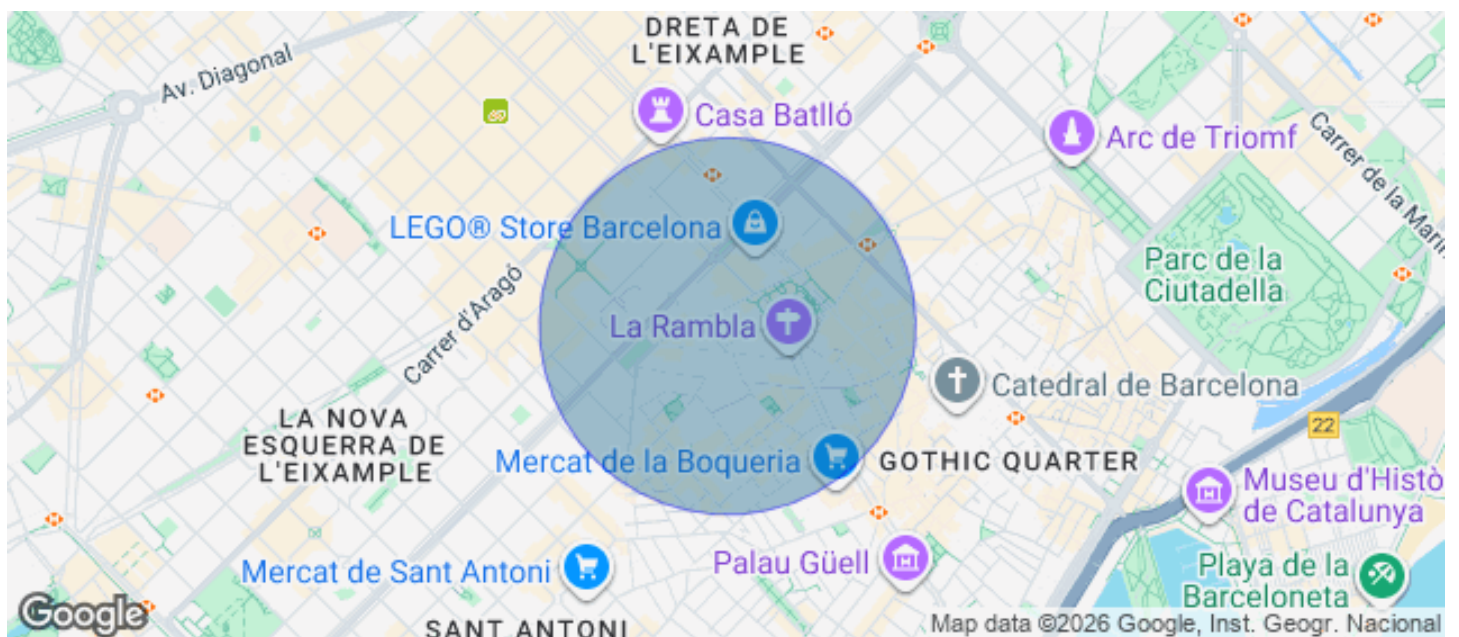 DRETA DE
L'EIXAMPLE
Av. Diagonal
Casa Batlló
Arc de Triomf
Carrer de la Marin
LEGO® Store Barcelona
Parc de la
Ciutadella
Carrer d'Aragó
La Rambla
Catedral de Barcelona
LA NOVA
ESQUERRA DE
L'EIXAMPLE
22
Mercat de la Boqueria
GOTHIC QUARTER
Museu d'Histò
de Catalunya
Mercat de Sant Antoni
Palau Güell
Playa de la
Barceloneta
Google
SANT ANTONI
Map data ©2026 Google, Inst. Geogr. Nacional